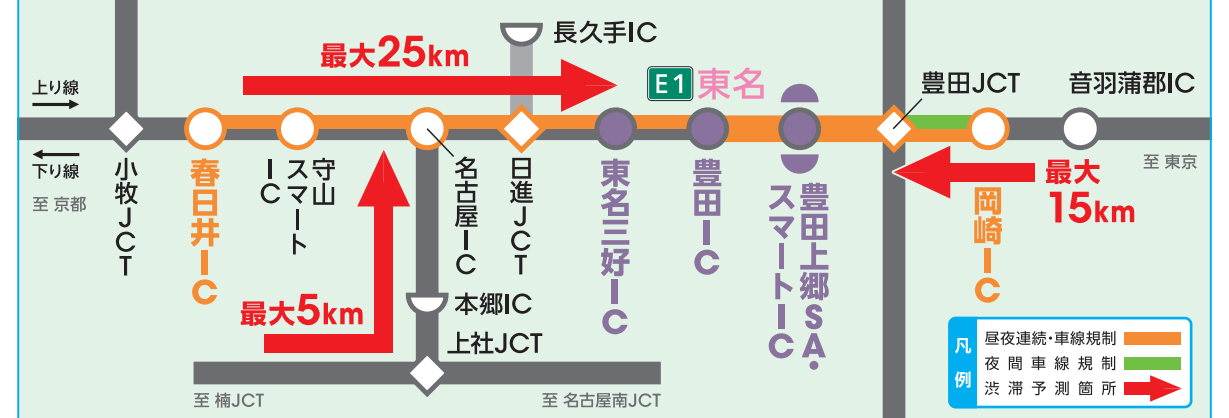 長久手IC
最大25km
E1 東名
豊田JCT
音羽蒲郡IC
上り線
下り線
至 京都
小牧JCT
春日井IC
守山
スマート
IC
名古屋IC
日進JCT
東名三好IC
豊田IC
豊田上郷SA・
スマートIC
岡崎IC
至 東京
最大
15km
最大5km
本郷IC
上社JCT
至 楠JCT
至 名古屋南JCT
凡例
昼夜連続・車線規制
夜間車線規制
渋滞予測箇所